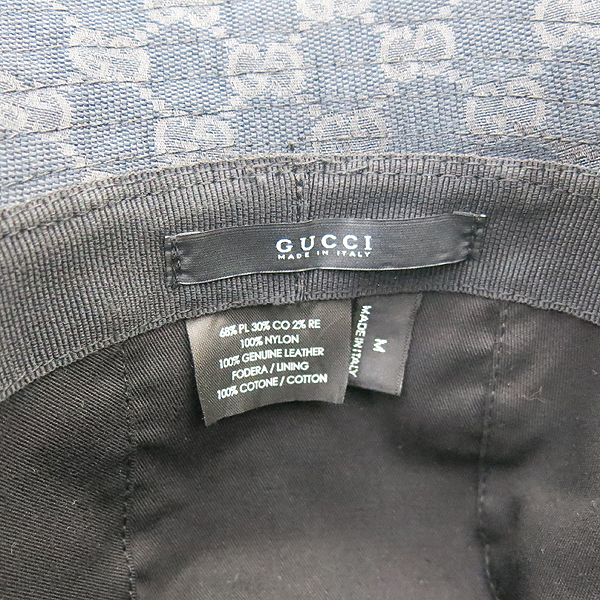 GUCCI
MADE IN ITALY
68% PL 30% CO 2% RE
100% NYLON
100% GENUINE LEATHER
FODERA / LINING
100% COTONE / COTTON
MADE IN ITALY
M